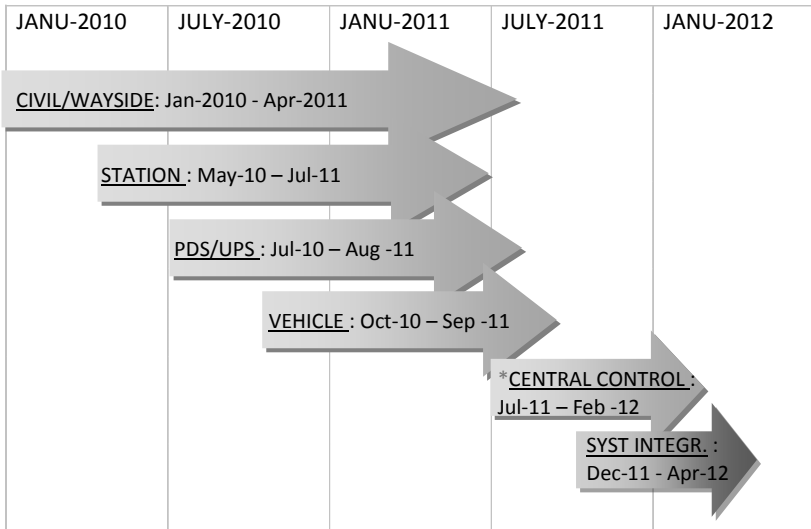 JANU-2010 JULY-2010 JANU-2011 JULY-2011 JANU-2012
CIVIL/WAYSIDE: Jan-2010 - Apr-2011
STATION : May-10 – Jul-11
PDS/UPS : Jul-10 – Aug -11
VEHICLE : Oct-10 – Sep -11
*CENTRAL CONTROL :
Jul-11 – Feb -12
SYST INTEGR. :
Dec-11 - Apr-12